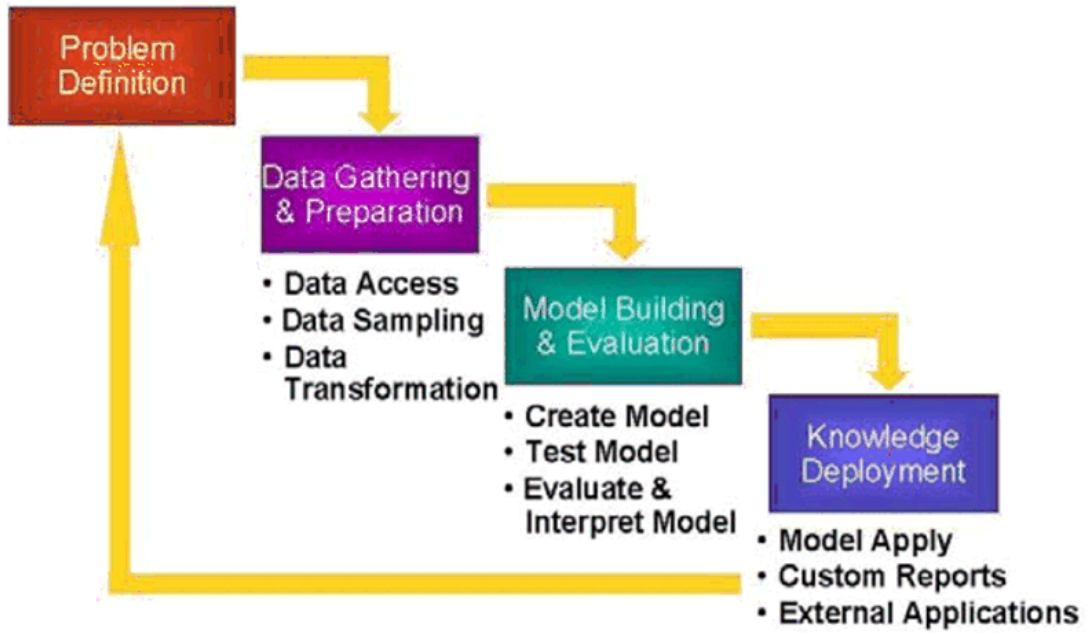 Problem
Definition
Data Gathering
& Preparation
• Data Access
• Data Sampling
• Data
Transformation
Model Building
& Evaluation
• Create Model
• Test Model
• Evaluate &
Interpret Model
Knowledge
Deployment
• Model Apply
• Custom Reports
• External Applications